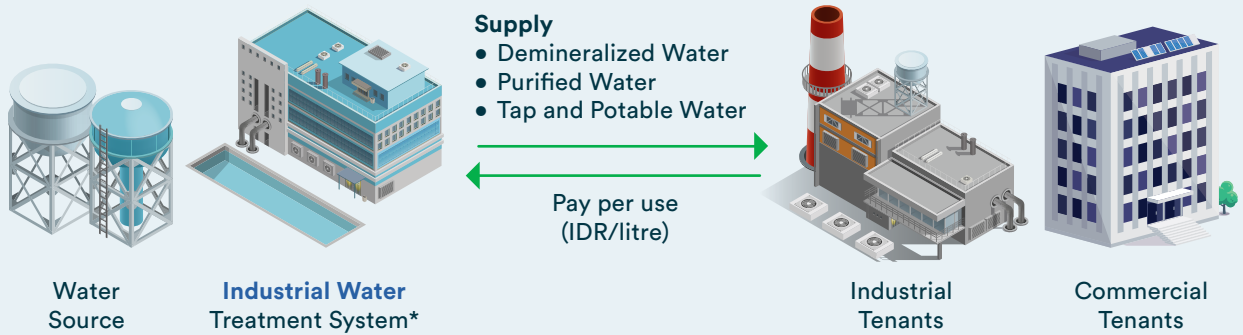 Supply
• Demineralized Water
• Purified Water
• Tap and Potable Water
Pay per use
(IDR/litre)
Water
Source
Industrial Water
Treatment System*
Industrial
Tenants
Commercial
Tenants